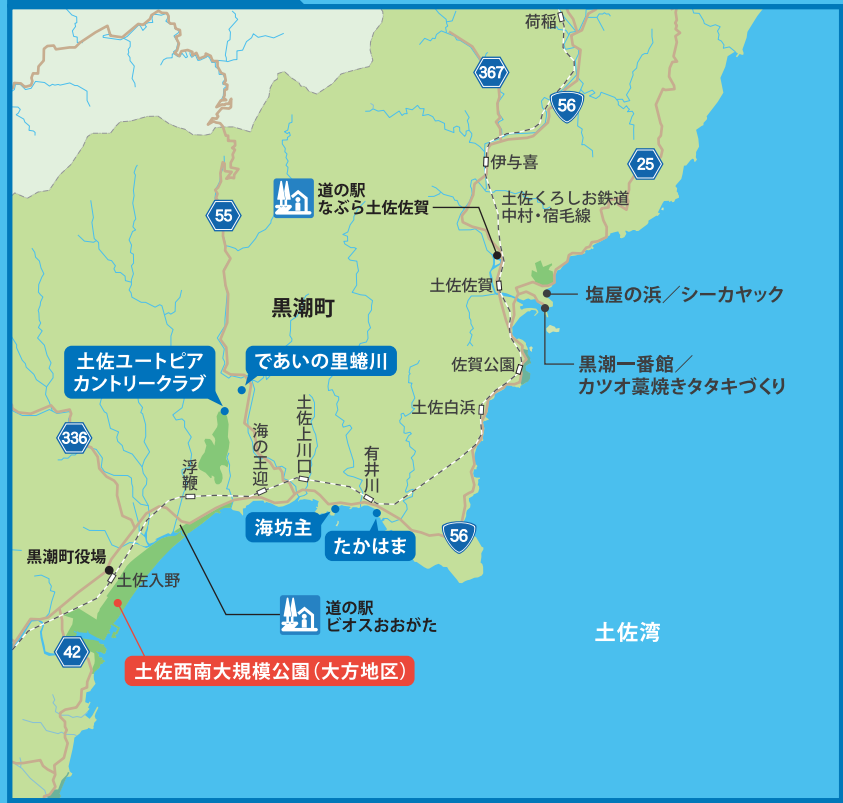 荷稲
367
56
伊与喜
25
道の駅
なぶら土佐佐賀
土佐くろしお鉄道
中村・宿毛線
55
土佐佐賀
塩屋の浜／シーカヤック
黒潮町
佐賀公園
黒潮一番館／
カツオ藁焼きタタキづくり
土佐ユートピア
カントリークラブ
であいの里蜷川
土佐白浜
336
浮鞭
海の王迎
土佐上川口
有井川
海坊主
たかはま
56
黒潮町役場
土佐入野
道の駅
ビオスおおがた
土佐湾
42
土佐西南大規模公園（大方地区）